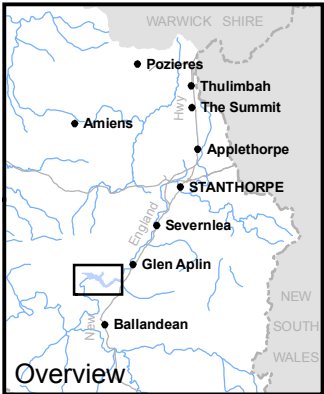 WARWICK SHIRE
Pozieres
Thulimbah
Hwy
The Summit
Amiens
Applethorpe
STANTHORPE
England
Severnlea
Glen Aplin
New
Ballandean
NEW
SOUTH
WALES
Overview